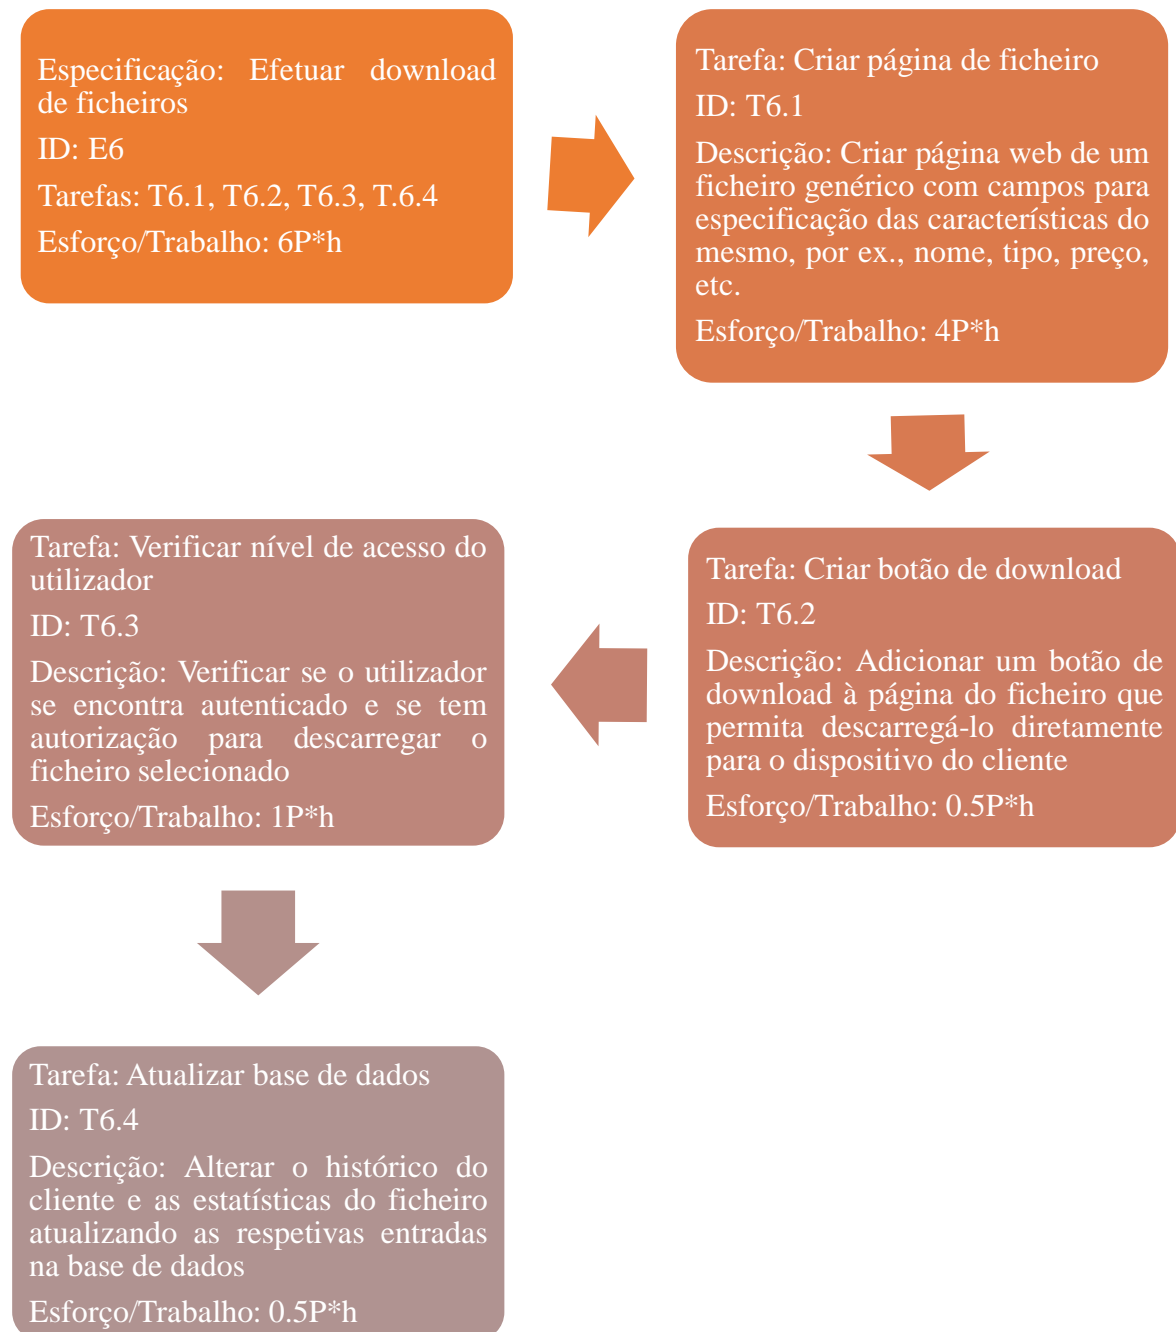 Especificação: Efetuar download
de ficheiros
ID: E6
Tarefas: T6.1, T6.2, T6.3, T.6.4
Esforço/Trabalho: 6P*h
Tarefa: Criar página de ficheiro
ID: T6.1
Descrição: Criar página web de um
ficheiro genérico com campos para
especificação das características do
mesmo, por ex., nome, tipo, preço,
etc.
Esforço/Trabalho: 4P*h
Tarefa: Criar botão de download
ID: T6.2
Descrição: Adicionar um botão de
download à página do ficheiro que
permita descarregá-lo diretamente
para o dispositivo do cliente
Esforço/Trabalho: 0.5P*h
Tarefa: Verificar nível de acesso do
utilizador
ID: T6.3
Descrição: Verificar se o utilizador
se encontra autenticado e se tem
autorização para descarregar o
ficheiro selecionado
Esforço/Trabalho: 1P*h
Tarefa: Atualizar base de dados
ID: T6.4
Descrição: Alterar o histórico do
cliente e as estatísticas do ficheiro
atualizando as respetivas entradas
na base de dados
Esforço/Trabalho: 0.5P*h